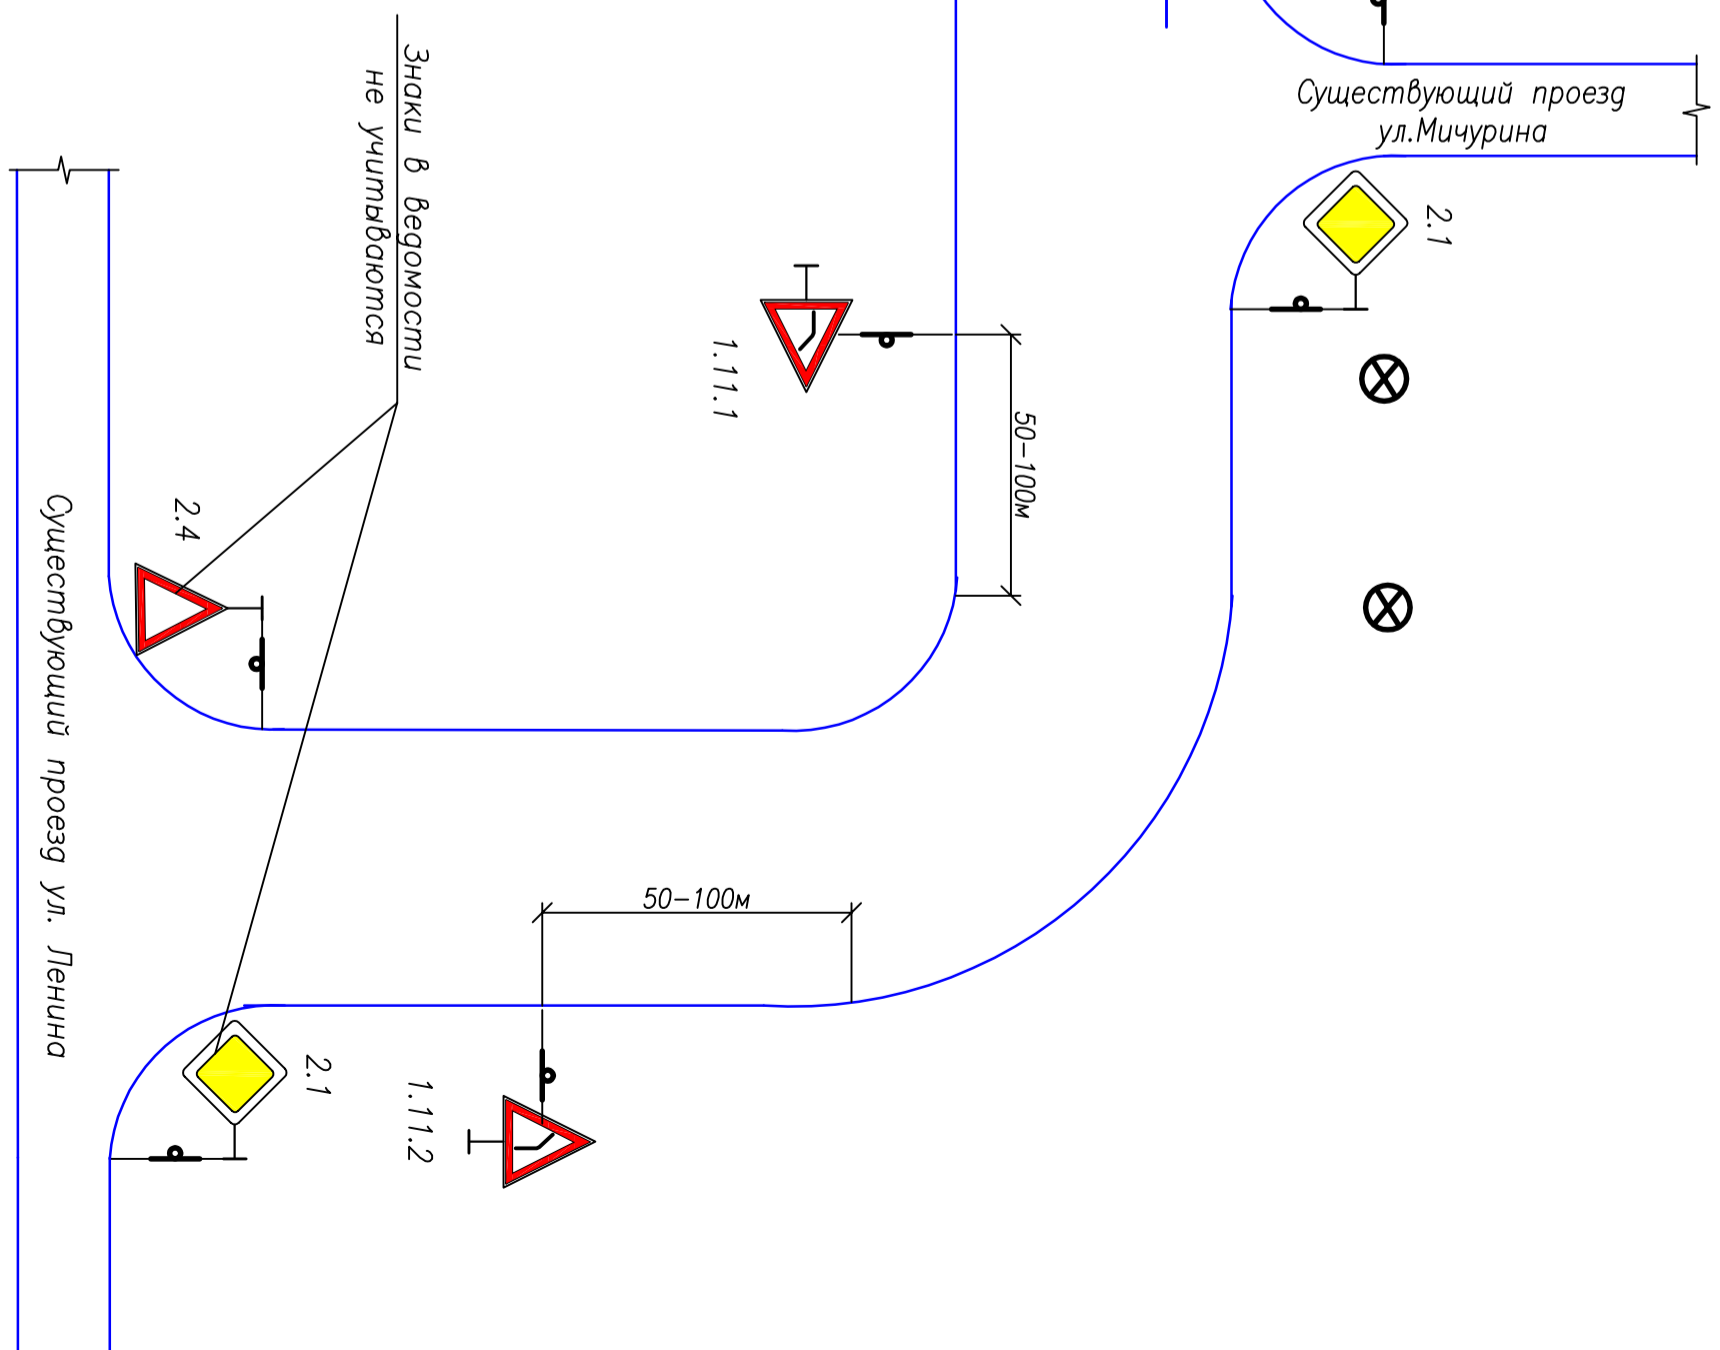 Существующий проезд
ул.Мичурина
2.1
Знаки в ведомости
не учитываются
1.11.1
50-100м
2.4
Существующий проезд ул. Ленина
50-100м
2.1
1.11.2